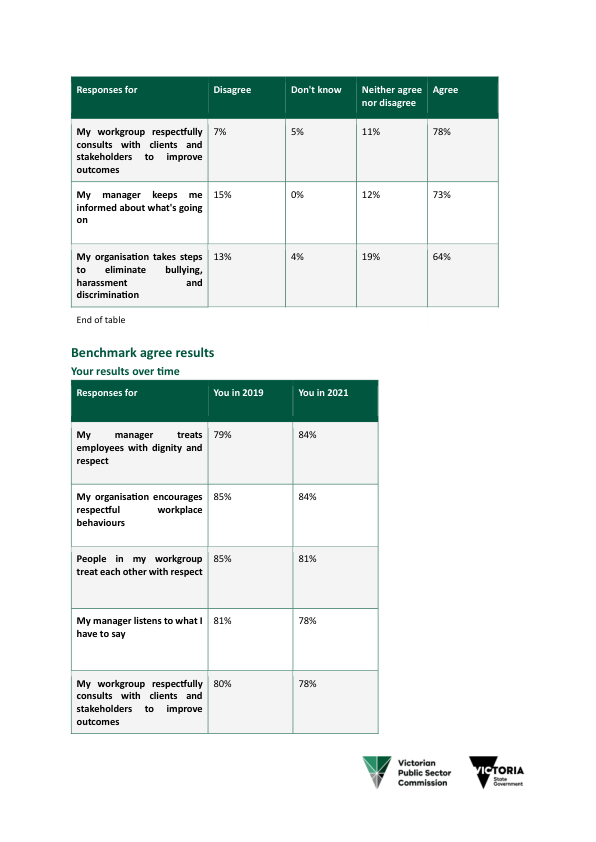 Responses for Disagree Don't know Neither agree nor disagree Agree
My workgroup respectfully consults with clients and stakeholders to improve outcomes 7% 5% 11% 78%
My manager keeps me informed about what's going on 15% 0% 12% 73%
My organisation takes steps to eliminate bullying, harassment and discrimination 13% 4% 19% 64%
End of table
Benchmark agree results
Your results over time
Responses for You in 2019 You in 2021
My manager treats employees with dignity and respect 79% 84%
My organisation encourages respectful workplace behaviours 85% 84%
People in my workgroup treat each other with respect 85% 81%
My manager listens to what I have to say 81% 78%
My workgroup respectfully consults with clients and stakeholders to improve outcomes 80% 78%
Victorian
Public Sector
Commission
VICTORIA
State
Government